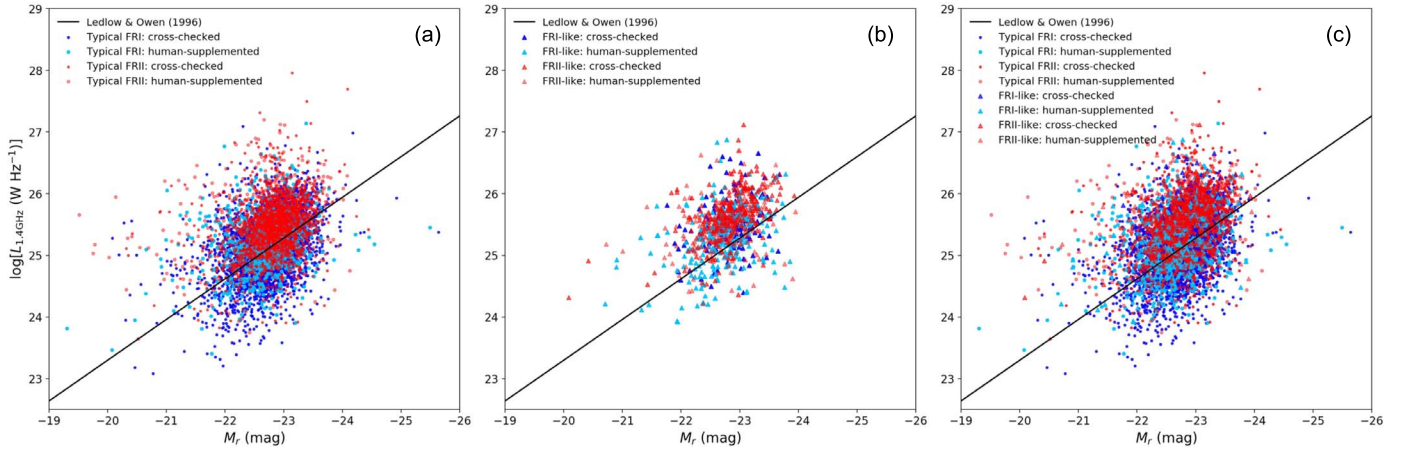 29
28
27
26
25
24
23
log[L1.4GHz (W Hz−1)]
Ledlow & Owen (1996)
Typical FRI: cross-checked
Typical FRI: human-supplemented
Typical FRII: cross-checked
Typical FRII: human-supplemented
(a)
−19 −20 −21 −22 −23 −24 −25 −26
Mr (mag)
29
28
27
26
25
24
23
Ledlow & Owen (1996)
FRI-like: cross-checked
FRI-like: human-supplemented
FRII-like: cross-checked
FRII-like: human-supplemented
(b)
−19 −20 −21 −22 −23 −24 −25 −26
Mr (mag)
29
28
27
26
25
24
23
Ledlow & Owen (1996)
Typical FRI: cross-checked
Typical FRI: human-supplemented
Typical FRII: cross-checked
Typical FRII: human-supplemented
FRI-like: cross-checked
FRI-like: human-supplemented
FRII-like: cross-checked
FRII-like: human-supplemented
(c)
−19 −20 −21 −22 −23 −24 −25 −26
Mr (mag)